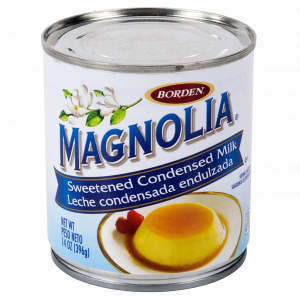 BORDEN
MAGNOLIA®
Sweetened Condensed Milk
Leche condensada endulzada
NET WT
PESO NETO
14 OZ (396g)